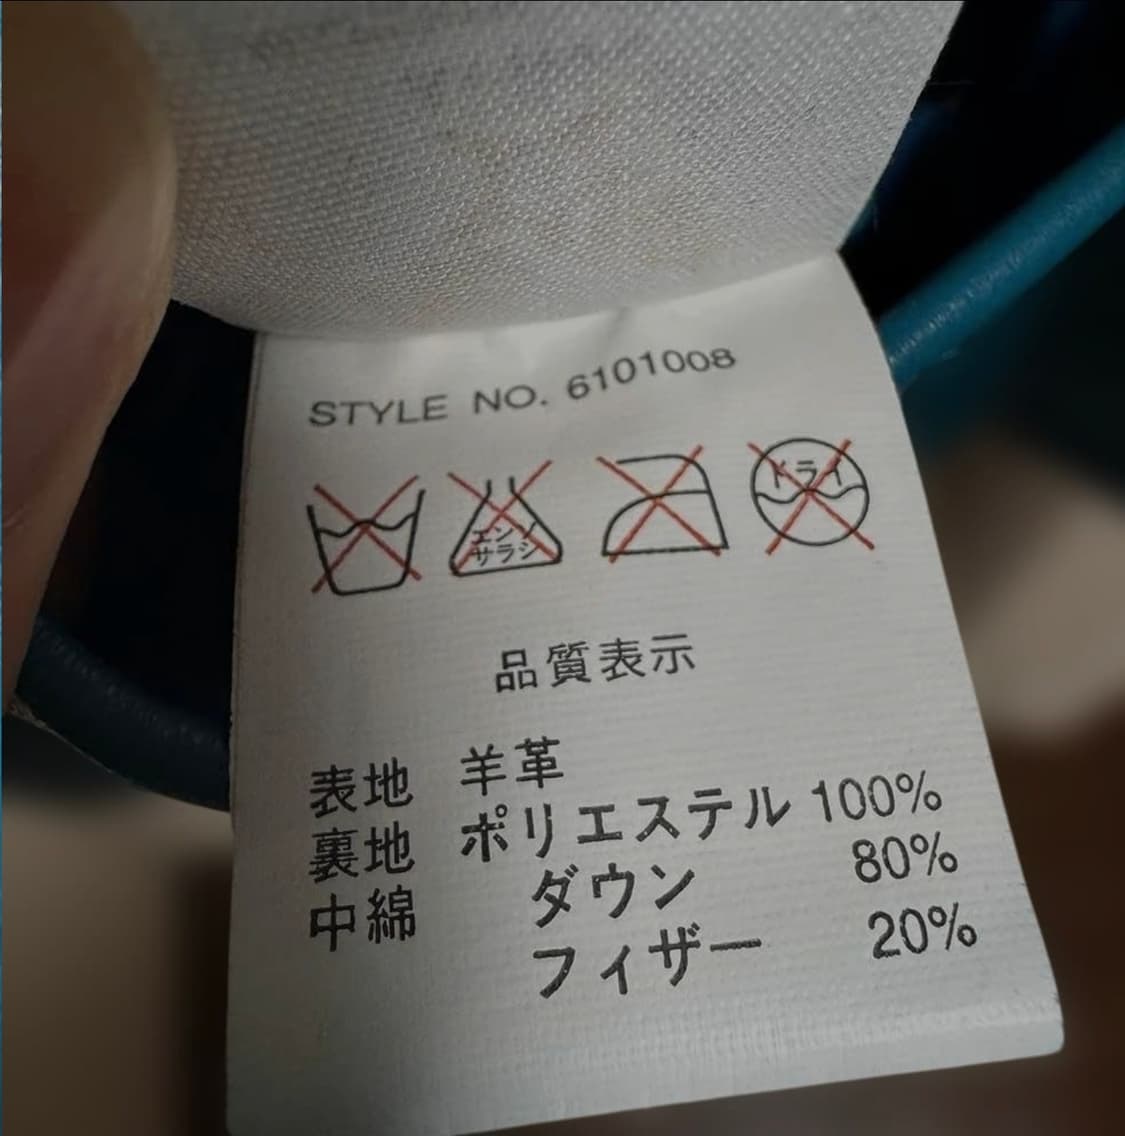 STYLE NO. 6101008
エンソ
サラシ
ドライ
品質表示
表地 羊革
裏地 ポリエステル 100%
中綿 ダウン 80%
フィザー 20%